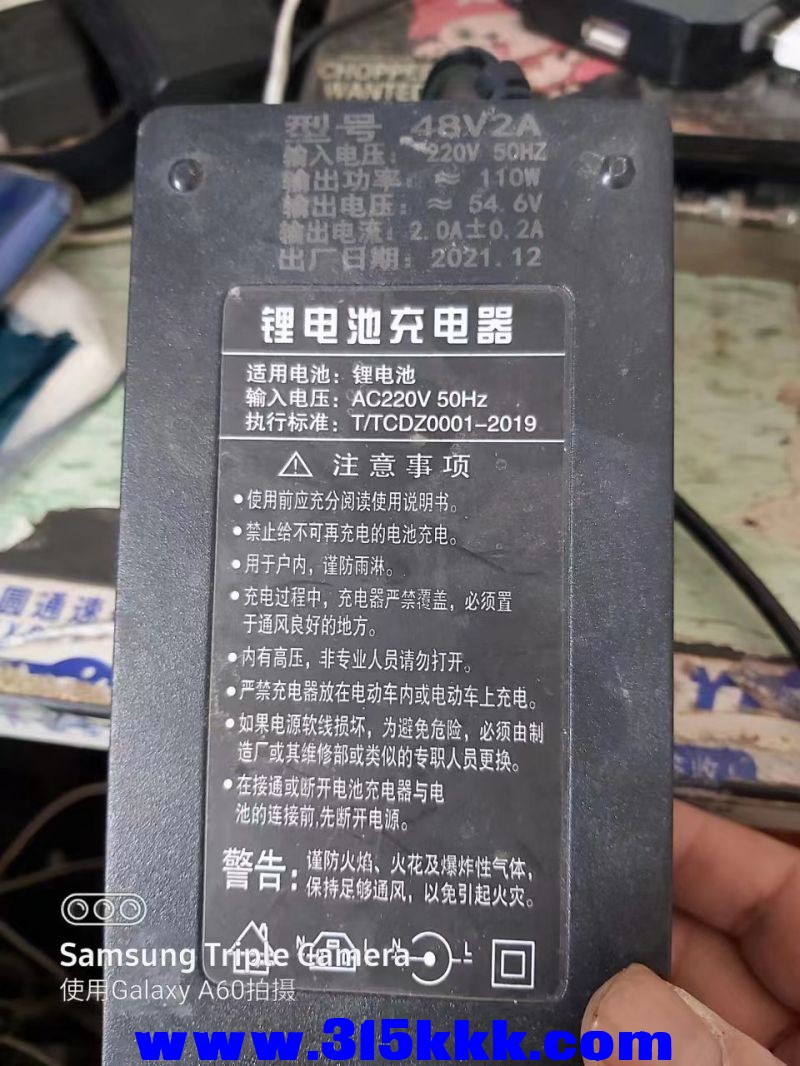 CHOPPER
WANTED
型号 48V2A
输入电压: ~220V 50HZ
输出功率: ≈ 110W
输出电压: ≈ 54.6V
输出电流: 2.0A±0.2A
出厂日期: 2021.12
锂电池充电器
适用电池: 锂电池
输入电压: AC220V 50Hz
执行标准: T/TCDZ0001-2019
注意事项
•使用前应充分阅读使用说明书。
•禁止给不可再充电的电池充电。
•用于户内，谨防雨淋。
•充电过程中，充电器严禁覆盖，必须置
于通风良好的地方。
•内有高压，非专业人员请勿打开。
•严禁充电器放在电动车内或电动车上充电。
•如果电源软线损坏，为避免危险，必须由制
造厂或其维修部或类似的专职人员更换。
•在接通或断开电池充电器与电
池的连接前,先断开电源。
警告: 谨防火焰、火花及爆炸性气体,
保持足够通风，以免引起火灾。
N L N L
圆通速
Samsung Triple Camera
使用Galaxy A60拍摄
www.315kkk.com